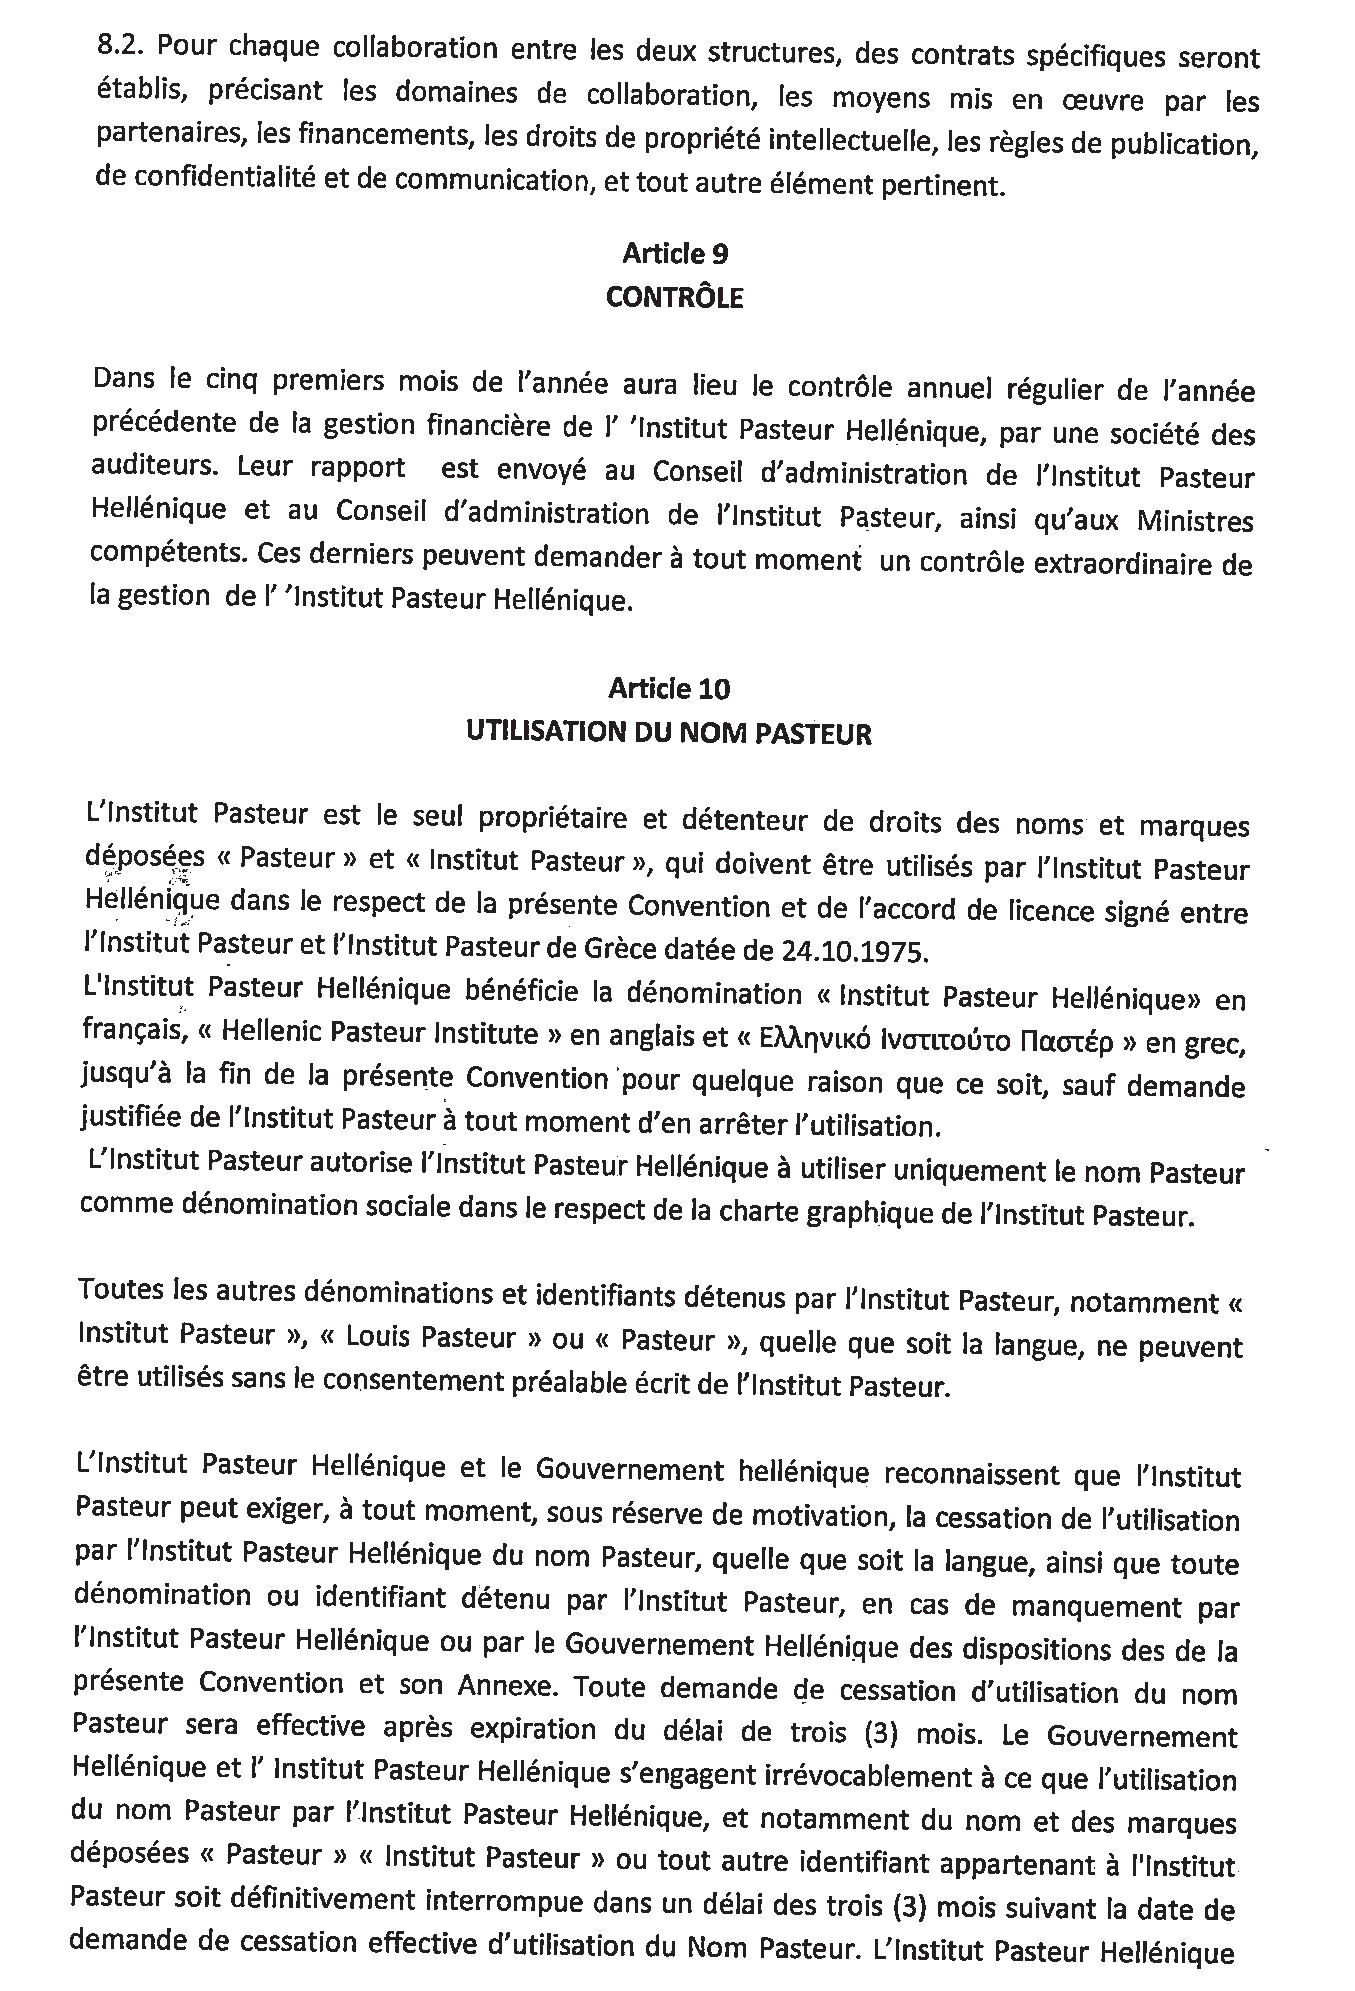 8.2. Pour chaque collaboration entre les deux structures, des contrats spécifiques seront
établis, précisant les domaines de collaboration, les moyens mis en œuvre par les
partenaires, les financements, les droits de propriété intellectuelle, les règles de publication,
de confidentialité et de communication, et tout autre élément pertinent.
Article 9
CONTRÔLE
Dans le cinq premiers mois de l'année aura lieu le contrôle annuel régulier de l'année
précédente de la gestion financière de l' 'Institut Pasteur Hellénique, par une société des
auditeurs. Leur rapport est envoyé au Conseil d'administration de l'Institut Pasteur
Hellénique et au Conseil d'administration de l'Institut Pasteur, ainsi qu'aux Ministres
compétents. Ces derniers peuvent demander à tout moment un contrôle extraordinaire de
la gestion de l' 'Institut Pasteur Hellénique.
Article 10
UTILISATION DU NOM PASTEUR
L'Institut Pasteur est le seul propriétaire et détenteur de droits des noms et marques
déposées « Pasteur » et « Institut Pasteur », qui doivent être utilisés par l'Institut Pasteur
Hellénique dans le respect de la présente Convention et de l'accord de licence signé entre
l'Institut Pasteur et l'Institut Pasteur de Grèce datée de 24.10.1975.
L'Institut Pasteur Hellénique bénéficie la dénomination « Institut Pasteur Hellénique» en
français, « Hellenic Pasteur Institute » en anglais et « Ελληνικό Ινστιτούτο Παστέρ » en grec,
jusqu'à la fin de la présente Convention pour quelque raison que ce soit, sauf demande
justifiée de l'Institut Pasteur à tout moment d'en arrêter l'utilisation.
L'Institut Pasteur autorise l'Institut Pasteur Hellénique à utiliser uniquement le nom Pasteur
comme dénomination sociale dans le respect de la charte graphique de l'Institut Pasteur.
Toutes les autres dénominations et identifiants détenus par l'Institut Pasteur, notamment «
Institut Pasteur », « Louis Pasteur » ou « Pasteur », quelle que soit la langue, ne peuvent
être utilisés sans le consentement préalable écrit de l'Institut Pasteur.
L'Institut Pasteur Hellénique et le Gouvernement hellénique reconnaissent que l'Institut
Pasteur peut exiger, à tout moment, sous réserve de motivation, la cessation de l'utilisation
par l'Institut Pasteur Hellénique du nom Pasteur, quelle que soit la langue, ainsi que toute
dénomination ou identifiant détenu par l'Institut Pasteur, en cas de manquement par
l'Institut Pasteur Hellénique ou par le Gouvernement Hellénique des dispositions des de la
présente Convention et son Annexe. Toute demande de cessation d'utilisation du nom
Pasteur sera effective après expiration du délai de trois (3) mois. Le Gouvernement
Hellénique et l' Institut Pasteur Hellénique s'engagent irrévocablement à ce que l'utilisation
du nom Pasteur par l'Institut Pasteur Hellénique, et notamment du nom et des marques
déposées « Pasteur » « Institut Pasteur » ou tout autre identifiant appartenant à l'Institut
Pasteur soit définitivement interrompue dans un délai des trois (3) mois suivant la date de
demande de cessation effective d'utilisation du Nom Pasteur. L'Institut Pasteur Hellénique